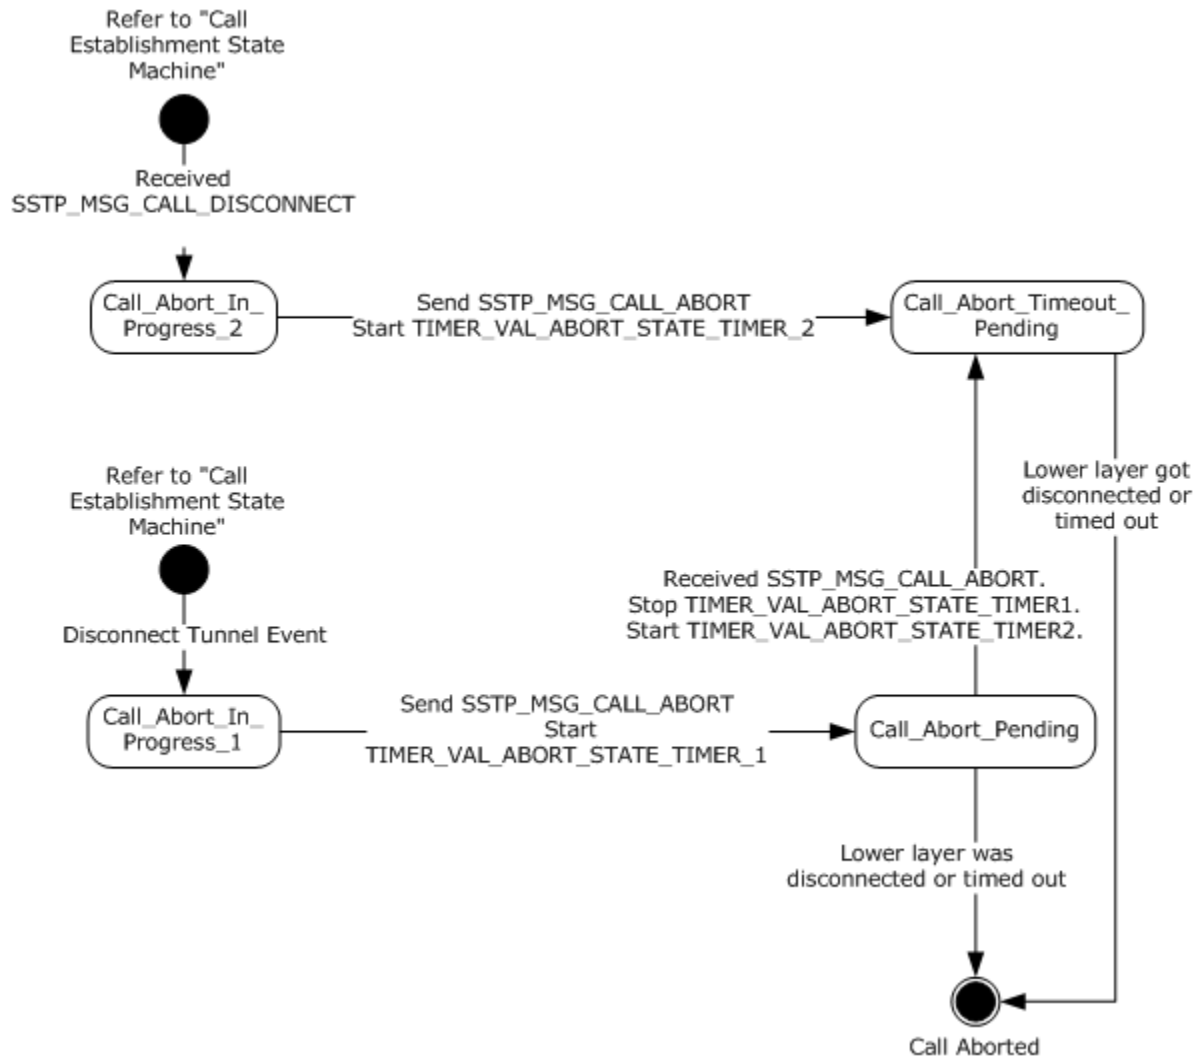 Refer to "Call
Establishment State
Machine"
Received
SSTP_MSG_CALL_DISCONNECT
Call_Abort_In_
Progress_2
Send SSTP_MSG_CALL_ABORT
Start TIMER_VAL_ABORT_STATE_TIMER_2
Call_Abort_Timeout_
Pending
Lower layer got
disconnected or
timed out
Refer to "Call
Establishment State
Machine"
Disconnect Tunnel Event
Received SSTP_MSG_CALL_ABORT.
Stop TIMER_VAL_ABORT_STATE_TIMER1.
Start TIMER_VAL_ABORT_STATE_TIMER2.
Call_Abort_In_
Progress_1
Send SSTP_MSG_CALL_ABORT
Start
TIMER_VAL_ABORT_STATE_TIMER_1
Call_Abort_Pending
Lower layer was
disconnected or timed out
Call Aborted